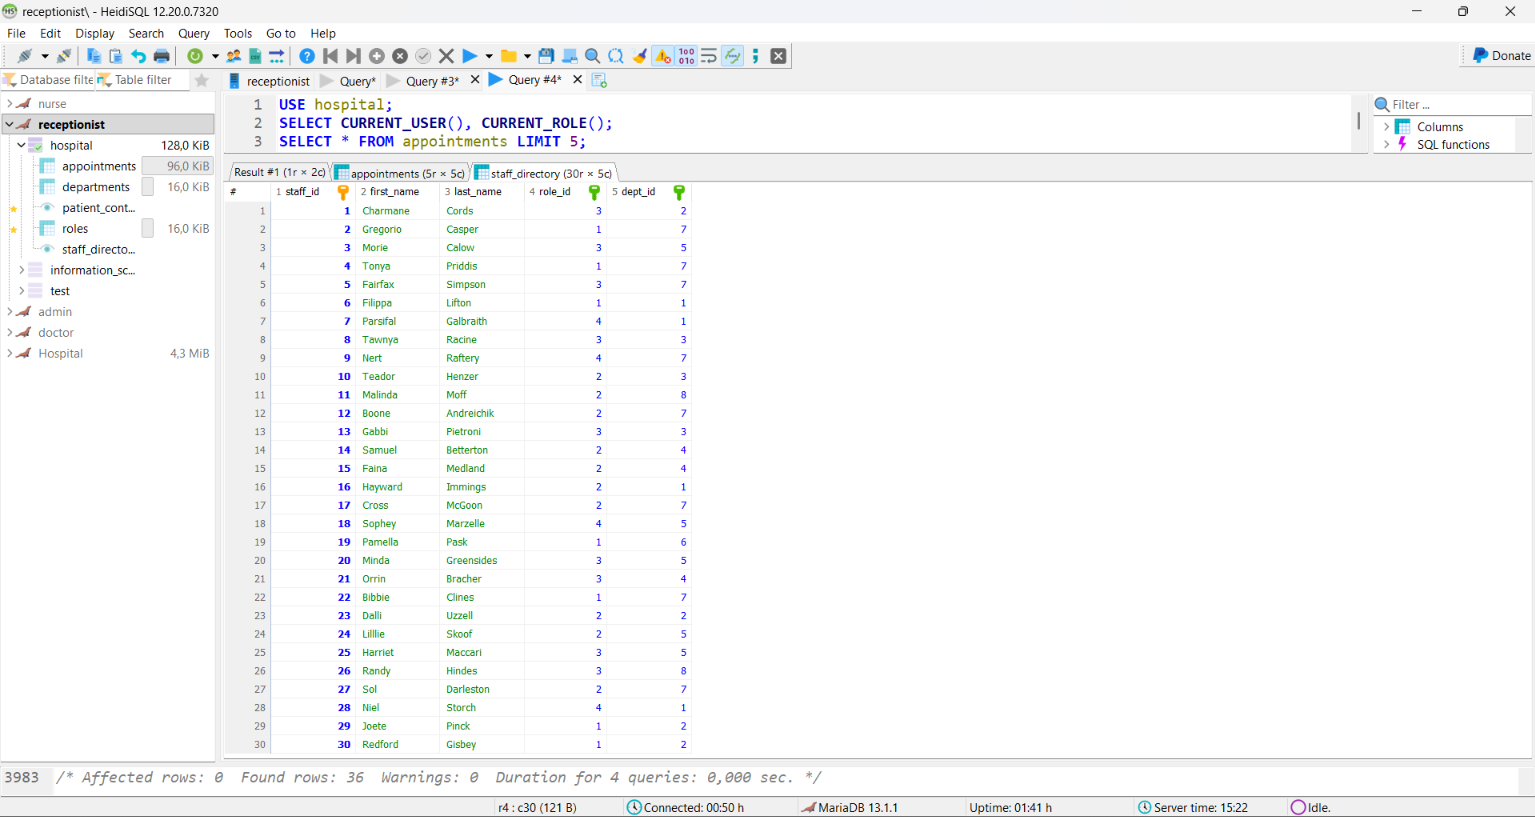 receptionist\ - HeidiSQL 12.20.0.7320
File Edit Display Search Query Tools Go to Help
Donate
Database filte Table filter receptionist Query* Query #3* Query #4*
nurse
receptionist
hospital 128,0 KiB
appointments 96,0 KiB
departments 16,0 KiB
patient_cont...
roles 16,0 KiB
staff_directo...
information_sc...
test
admin
doctor
Hospital 4,3 MiB
1 USE hospital;
2 SELECT CURRENT_USER(), CURRENT_ROLE();
3 SELECT * FROM appointments LIMIT 5;
Filter ...
Columns
SQL functions
Result #1 (1r × 2c) appointments (5r × 5c) staff_directory (30r × 5c)
# 1 staff_id 2 first_name 3 last_name 4 role_id 5 dept_id
1 1 Charmane Cords 3 2
2 2 Gregorio Casper 1 7
3 3 Morie Calow 3 5
4 4 Tonya Priddis 1 7
5 5 Fairfax Simpson 3 7
6 6 Filippa Lifton 1 1
7 7 Parsifal Galbraith 4 1
8 8 Tawnya Racine 3 3
9 9 Nert Raftery 4 7
10 10 Teador Henzer 2 3
11 11 Malinda Moff 2 8
12 12 Boone Andreichik 2 7
13 13 Gabbi Pietroni 3 3
14 14 Samuel Betterton 2 4
15 15 Faina Medland 2 4
16 16 Hayward Immings 2 1
17 17 Cross McGoon 2 7
18 18 Sophey Marzelle 4 5
19 19 Pamella Pask 1 6
20 20 Minda Greensides 3 5
21 21 Orrin Bracher 3 4
22 22 Bibbie Clines 1 7
23 23 Dalli Uzzell 2 2
24 24 Lilllie Skoof 2 5
25 25 Harriet Maccari 3 5
26 26 Randy Hindes 3 8
27 27 Sol Darleston 2 7
28 28 Niel Storch 4 1
29 29 Joete Pinck 1 2
30 30 Redford Gisbey 1 2
3983 /* Affected rows: 0 Found rows: 36 Warnings: 0 Duration for 4 queries: 0,000 sec. */
r4 : c30 (121 B) Connected: 00:50 h MariaDB 13.1.1 Uptime: 01:41 h Server time: 15:22 Idle.